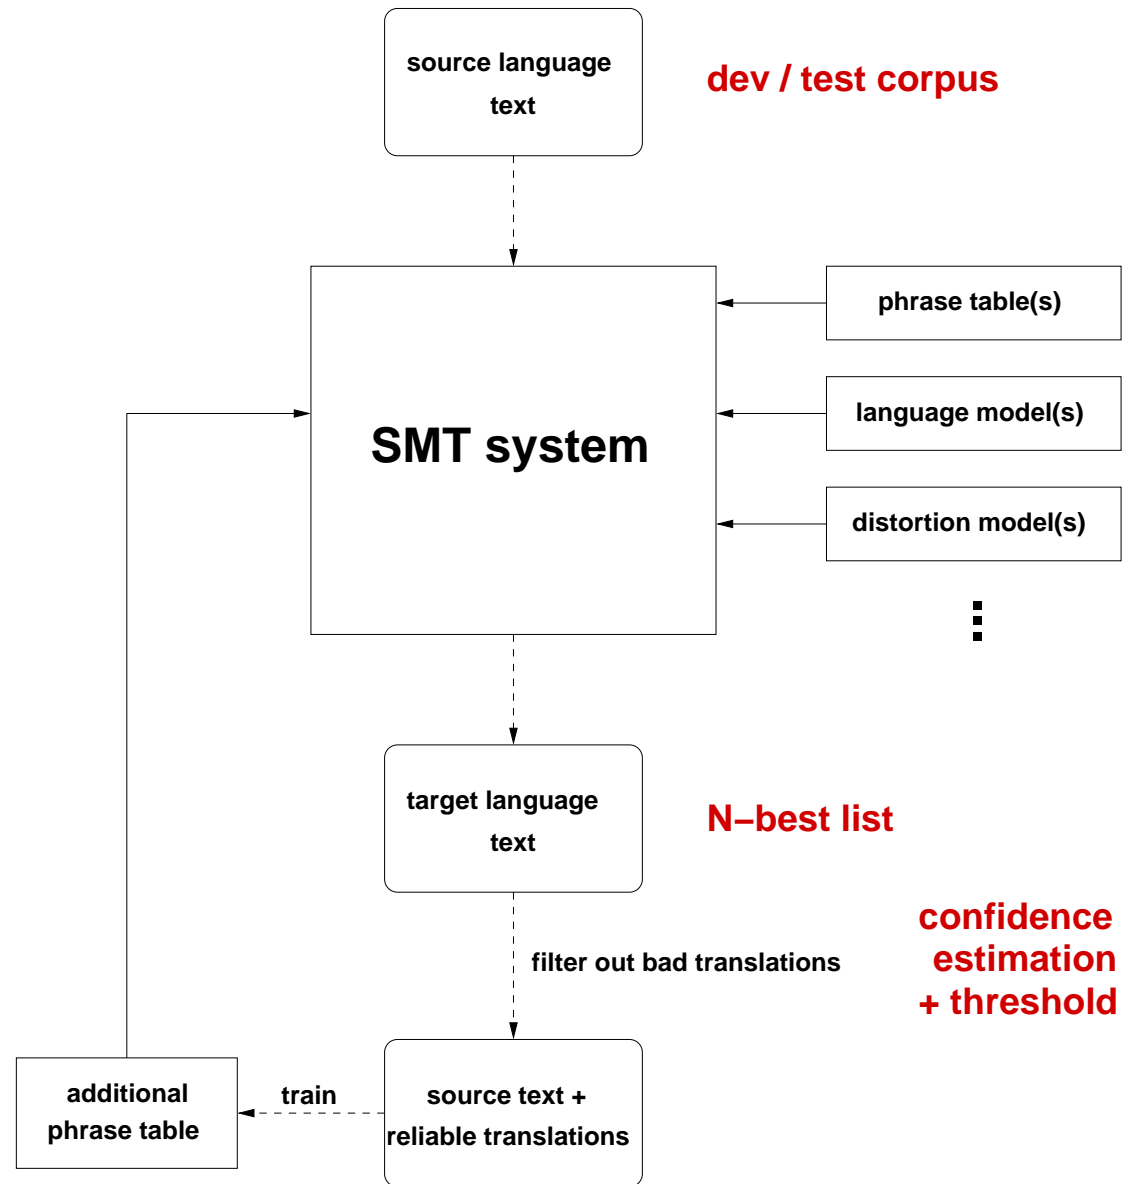 source language
text
dev / test corpus
phrase table(s)
language model(s)
SMT system
distortion model(s)
target language
text
N–best list
confidence
estimation
+ threshold
filter out bad translations
additional
phrase table
train
source text +
reliable translations